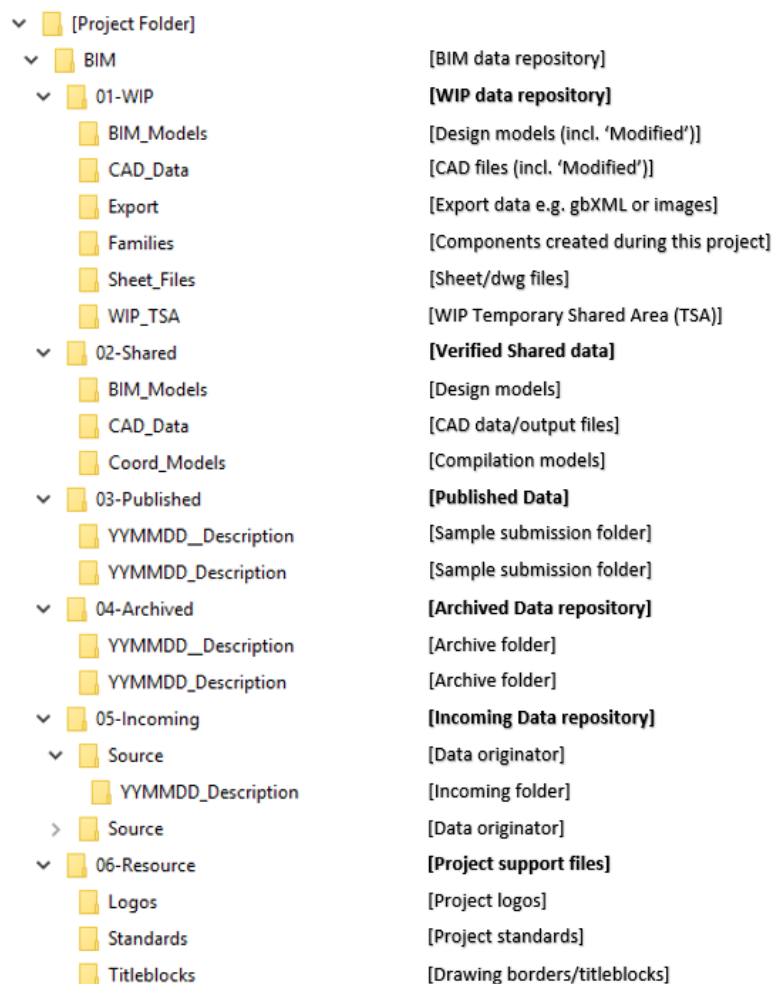 [Project Folder]
BIM [BIM data repository]
01-WIP [WIP data repository]
BIM_Models [Design models (incl. ‘Modified’)]
CAD_Data [CAD files (incl. ‘Modified’)]
Export [Export data e.g. gbXML or images]
Families [Components created during this project]
Sheet_Files [Sheet/dwg files]
WIP_TSA [WIP Temporary Shared Area (TSA)]
02-Shared [Verified Shared data]
BIM_Models [Design models]
CAD_Data [CAD data/output files]
Coord_Models [Compilation models]
03-Published [Published Data]
YYMMDD__Description [Sample submission folder]
YYMMDD_Description [Sample submission folder]
04-Archived [Archived Data repository]
YYMMDD__Description [Archive folder]
YYMMDD_Description [Archive folder]
05-Incoming [Incoming Data repository]
Source [Data originator]
YYMMDD_Description [Incoming folder]
Source [Data originator]
06-Resource [Project support files]
Logos [Project logos]
Standards [Project standards]
Titleblocks [Drawing borders/titleblocks]